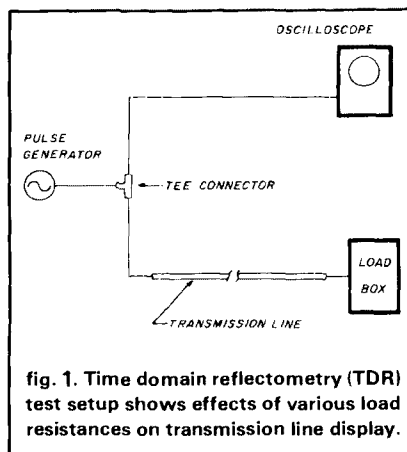 OSCILLOSCOPE
PULSE
GENERATOR
TEE CONNECTOR
LOAD
BOX
TRANSMISSION LINE
fig. 1. Time domain reflectometry (TDR)
test setup shows effects of various load
resistances on transmission line display.